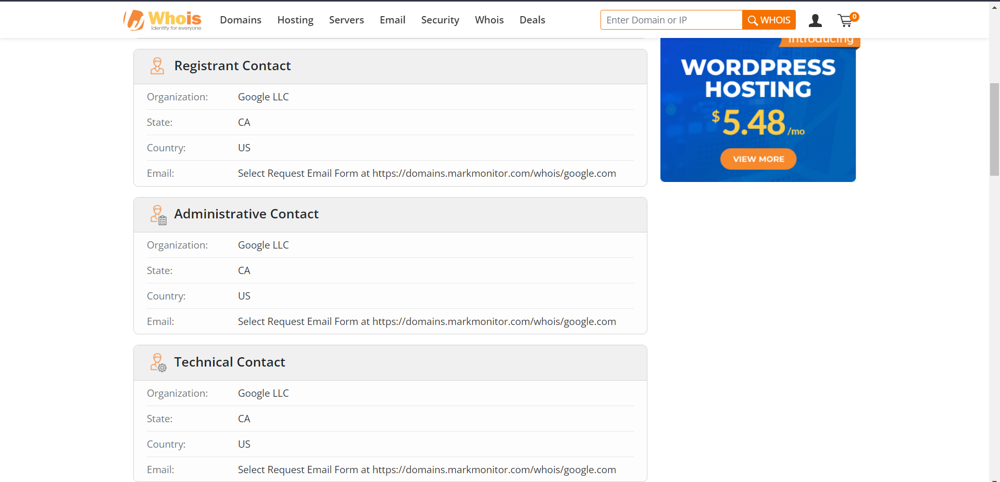 Whois
Identity for everyone
Domains Hosting Servers Email Security Whois Deals
Enter Domain or IP
WHOIS
0
Registrant Contact
Organization: Google LLC
State: CA
Country: US
Email: Select Request Email Form at https://domains.markmonitor.com/whois/google.com
Administrative Contact
Organization: Google LLC
State: CA
Country: US
Email: Select Request Email Form at https://domains.markmonitor.com/whois/google.com
Technical Contact
Organization: Google LLC
State: CA
Country: US
Email: Select Request Email Form at https://domains.markmonitor.com/whois/google.com
Introducing
WORDPRESS
HOSTING
$5.48/mo
VIEW MORE